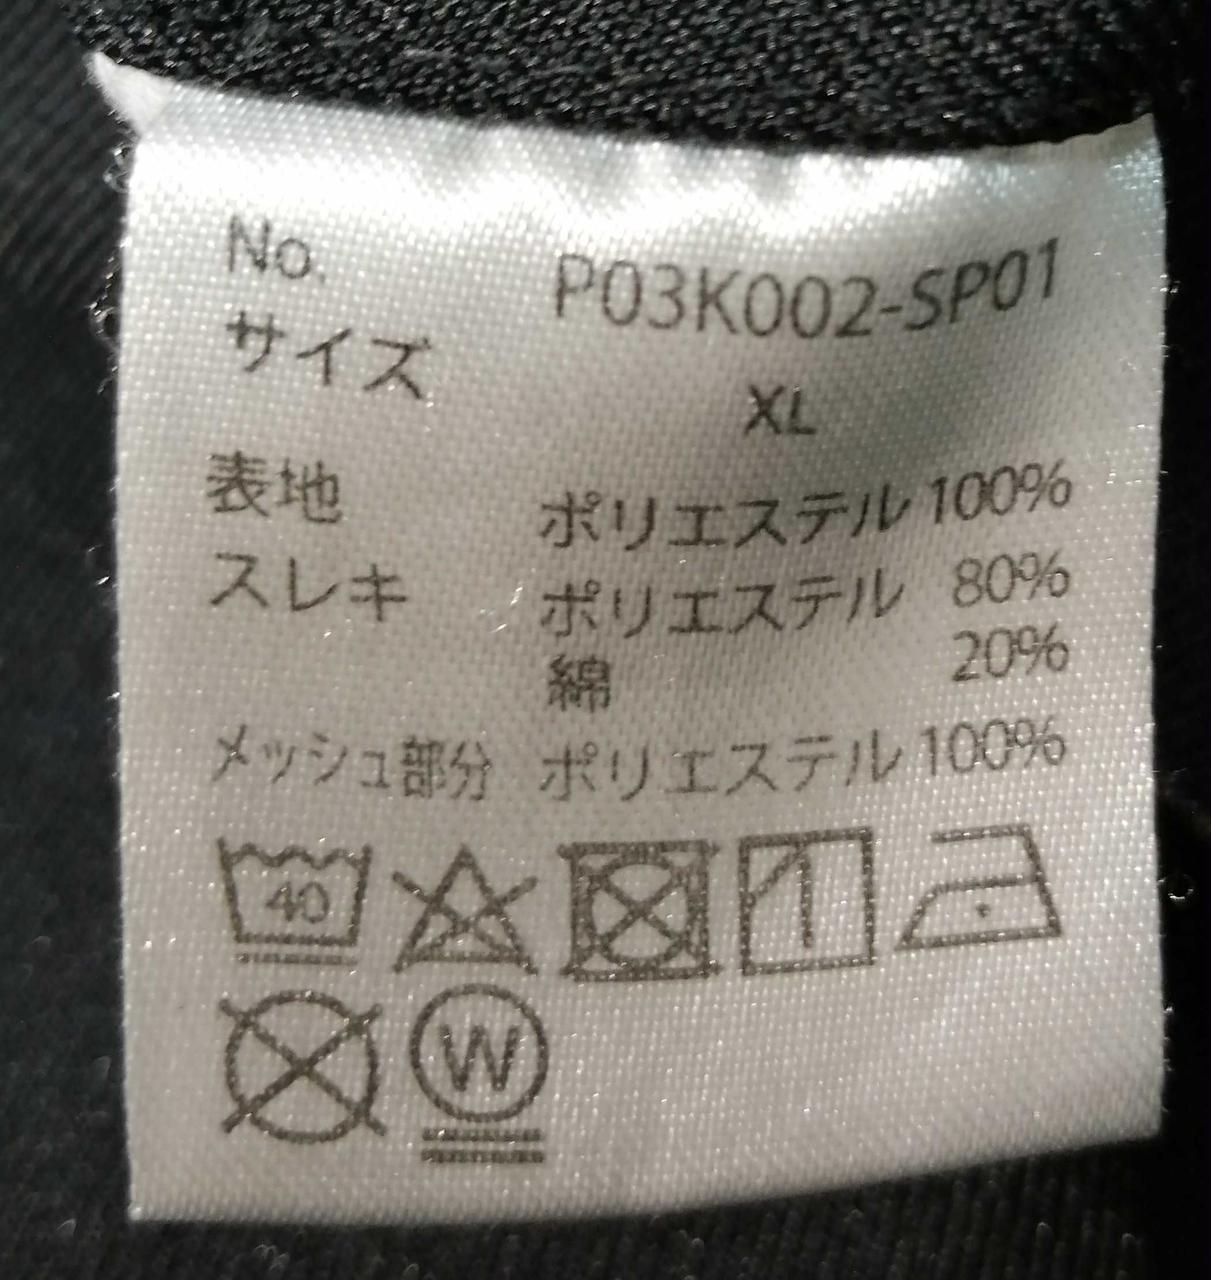 No. P03K002-SP01
サイズ XL
表地 ポリエステル 100%
スレキ ポリエステル 80%
綿 20%
メッシュ部分 ポリエステル 100%
40
W